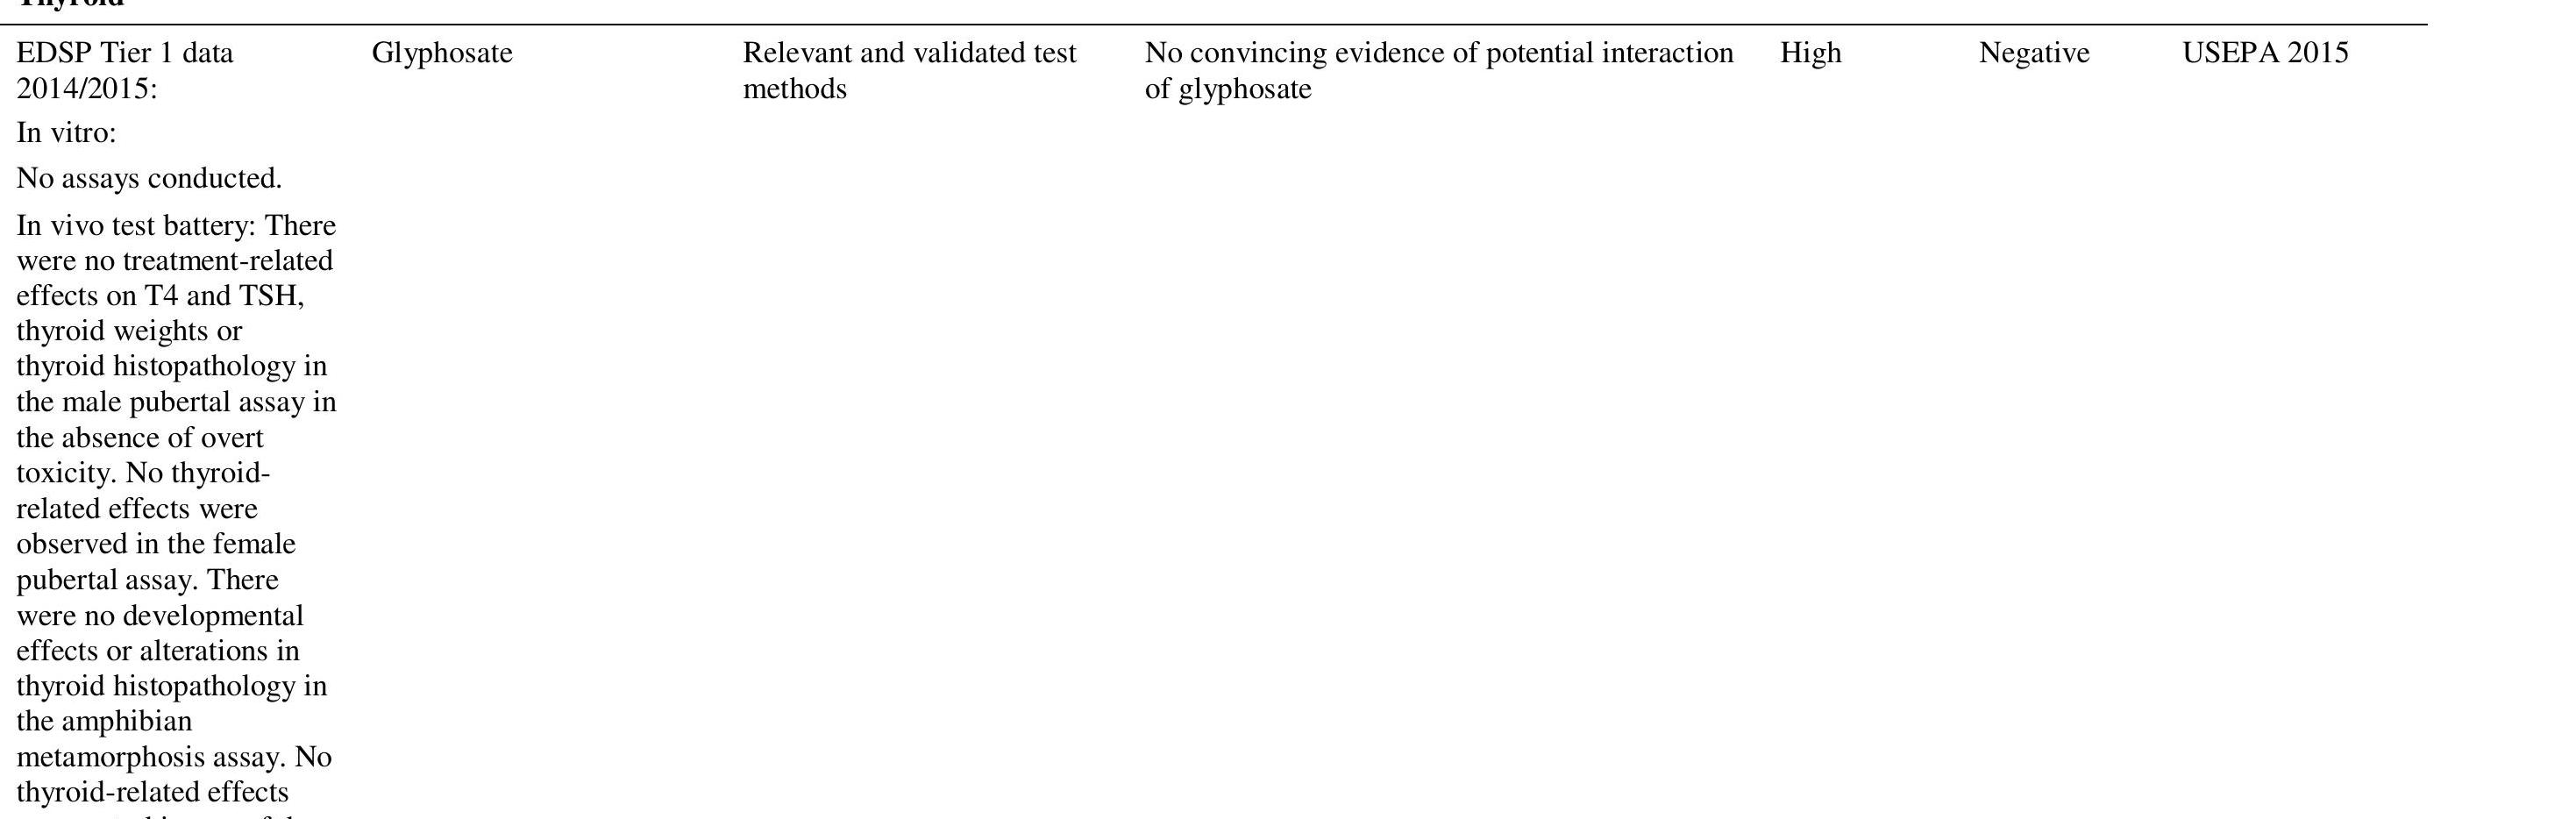 Thyroid
EDSP Tier 1 data
2014/2015:
In vitro:
No assays conducted.
In vivo test battery: There
were no treatment-related
effects on T4 and TSH,
thyroid weights or
thyroid histopathology in
the male pubertal assay in
the absence of overt
toxicity. No thyroid-
related effects were
observed in the female
pubertal assay. There
were no developmental
effects or alterations in
thyroid histopathology in
the amphibian
metamorphosis assay. No
thyroid-related effects
Glyphosate
Relevant and validated test
methods
No convincing evidence of potential interaction
of glyphosate
High
Negative
USEPA 2015